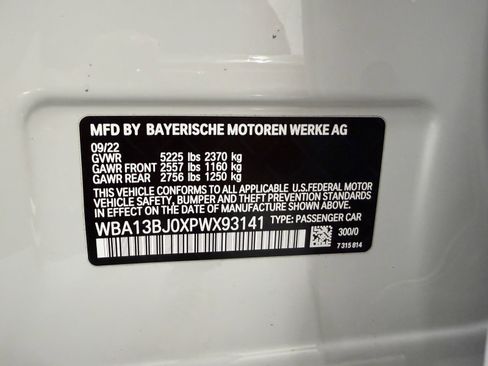 MFD BY BAYERISCHE MOTOREN WERKE AG
09/22
GVWR 5225 lbs 2370 kg
GAWR FRONT 2557 lbs 1160 kg
GAWR REAR 2756 lbs 1250 kg
THIS VEHICLE CONFORMS TO ALL APPLICABLE U.S.FEDERAL MOTOR
VEHICLE SAFETY, BUMPER AND THEFT PREVENTION STANDARDS
IN EFFECT ON THE DATE OF MANUFACTURE SHOWN ABOVE.
WBA13BJ0XPWX93141 TYPE: PASSENGER CAR
300/0
7 315 814